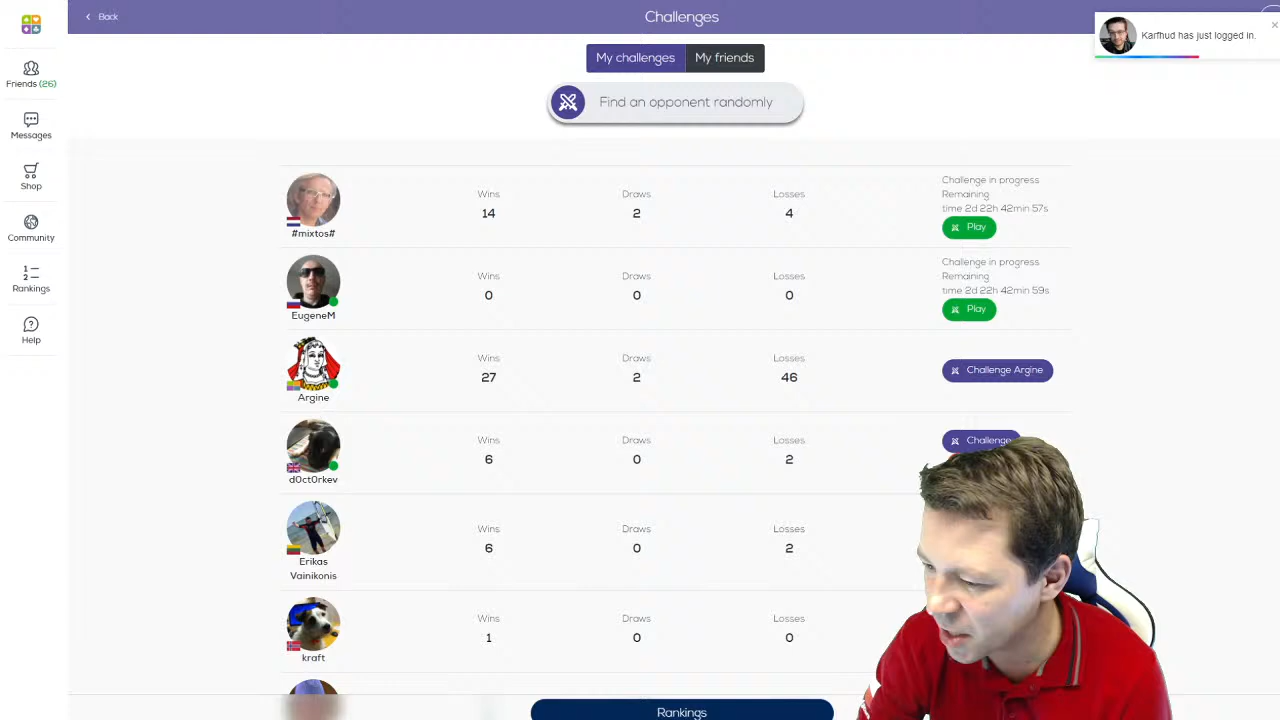 Back
Challenges
Karfhud has just logged in.
My challenges
My friends
Find an opponent randomly
Friends (26)
Messages
Shop
Community
1
2
Rankings
Help
Wins
Draws
Losses
14
2
4
#mixtos#
Challenge in progress
Remaining
time 2d 22h 42min 57s
Play
Wins
Draws
Losses
0
0
0
EugeneM
Challenge in progress
Remaining
time 2d 22h 42min 59s
Play
Wins
Draws
Losses
27
2
46
Argine
Challenge Argine
Wins
Draws
Losses
6
0
2
d0ct0rkev
Challenge
Wins
Draws
Losses
6
0
2
Erikas
Vainikonis
Wins
Draws
Losses
1
0
0
kraft
Rankings